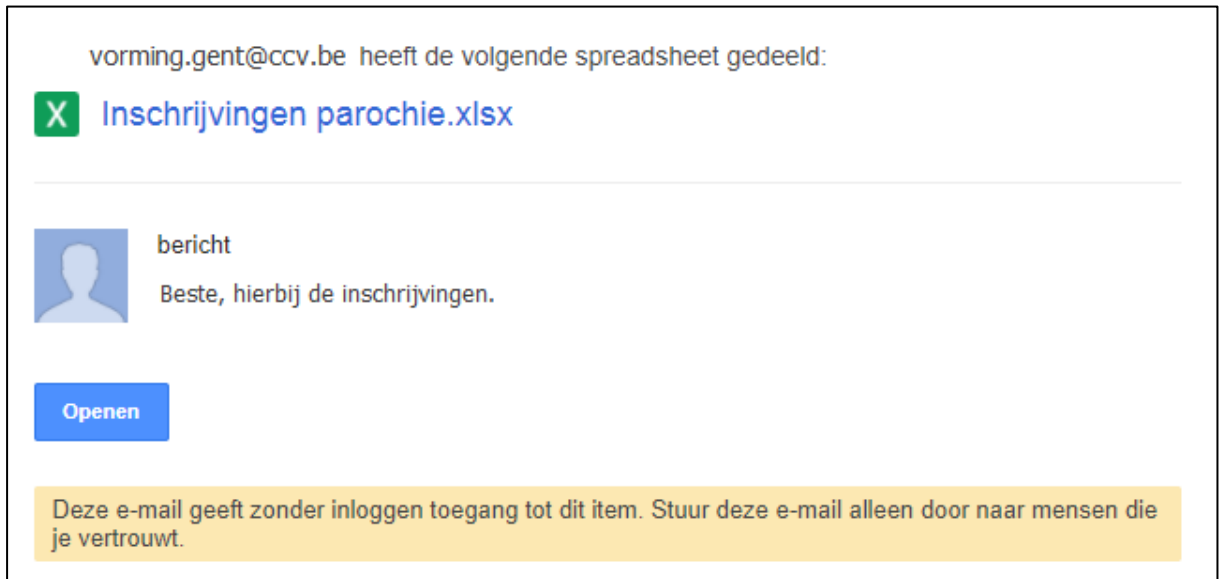 vorming.gent@ccv.be heeft de volgende spreadsheet gedeeld:
X Inschrijvingen parochie.xlsx
bericht
Beste, hierbij de inschrijvingen.
Openen
Deze e-mail geeft zonder inloggen toegang tot dit item. Stuur deze e-mail alleen door naar mensen die
je vertrouwt.